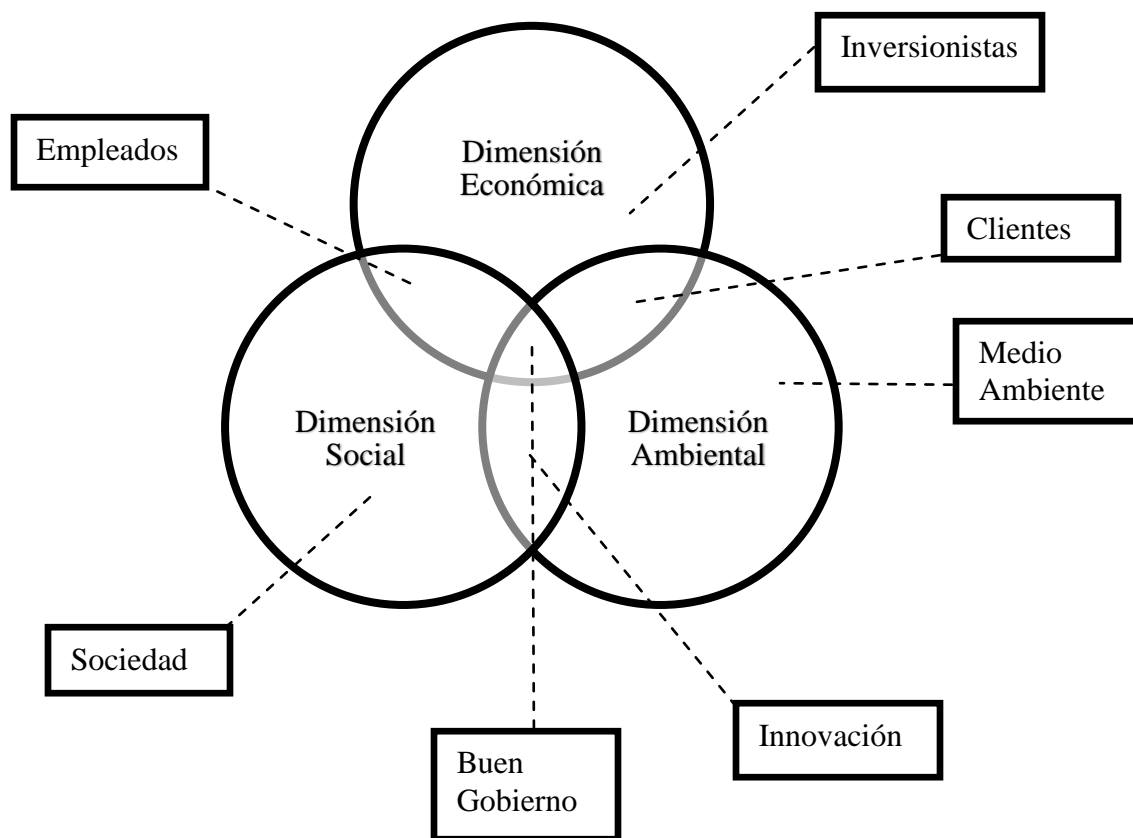 Inversionistas
Empleados
Dimensión
Económica
Clientes
Medio
Ambiente
Dimensión
Social
Dimensión
Ambiental
Sociedad
Innovación
Buen
Gobierno